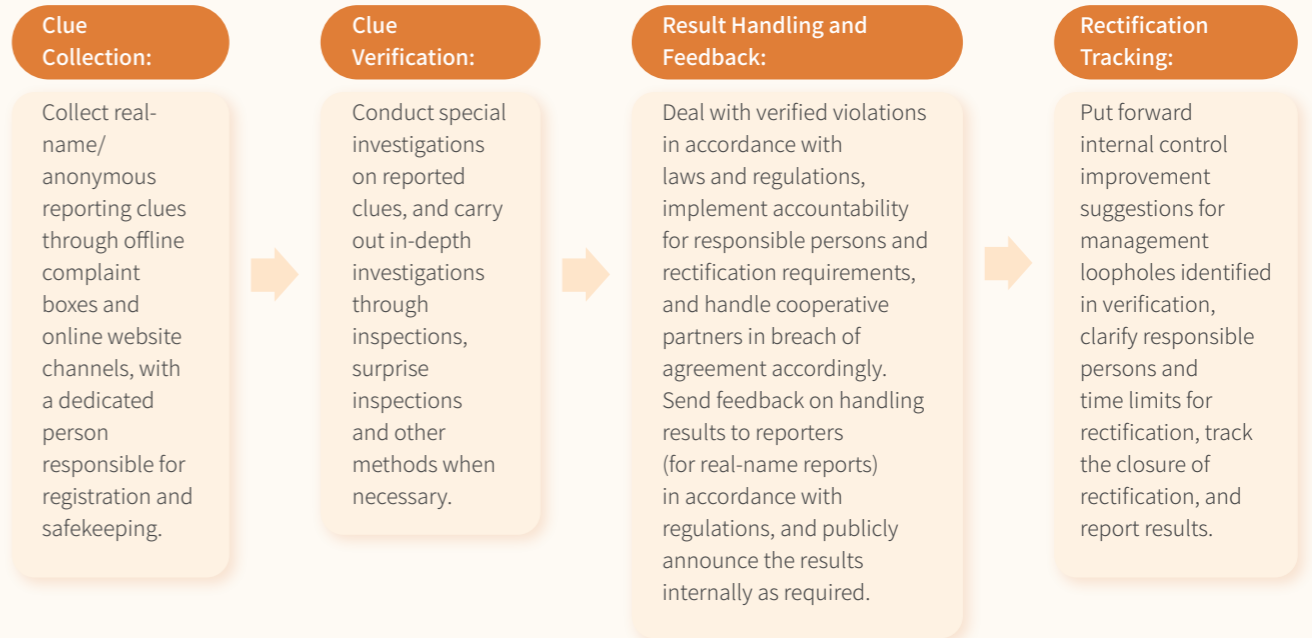 Clue
Collection:
Collect real-
name/
anonymous
reporting clues
through offline
complaint
boxes and
online website
channels, with
a dedicated
person
responsible for
registration and
safekeeping.
Clue
Verification:
Conduct special
investigations
on reported
clues, and carry
out in-depth
investigations
through
inspections,
surprise
inspections
and other
methods when
necessary.
Result Handling and
Feedback:
Deal with verified violations
in accordance with
laws and regulations,
implement accountability
for responsible persons and
rectification requirements,
and handle cooperative
partners in breach of
agreement accordingly.
Send feedback on handling
results to reporters
(for real-name reports)
in accordance with
regulations, and publicly
announce the results
internally as required.
Rectification
Tracking:
Put forward
internal control
improvement
suggestions for
management
loopholes identified
in verification,
clarify responsible
persons and
time limits for
rectification, track
the closure of
rectification, and
report results.